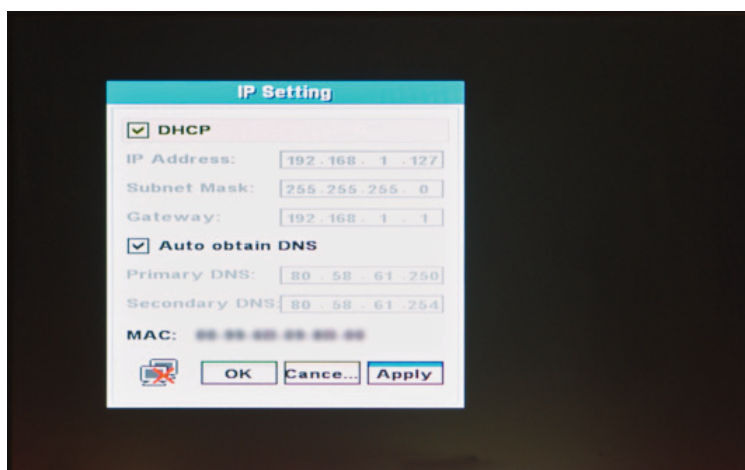 IP Setting
DHCP
IP Address: 192 . 168 . 1 . 127
Subnet Mask: 255 . 255 . 255 . 0
Gateway: 192 . 168 . 1 . 1
Auto obtain DNS
Primary DNS: 80 . 58 . 61 . 250
Secondary DNS: 80 . 58 . 61 . 254
MAC:
OK Cance... Apply